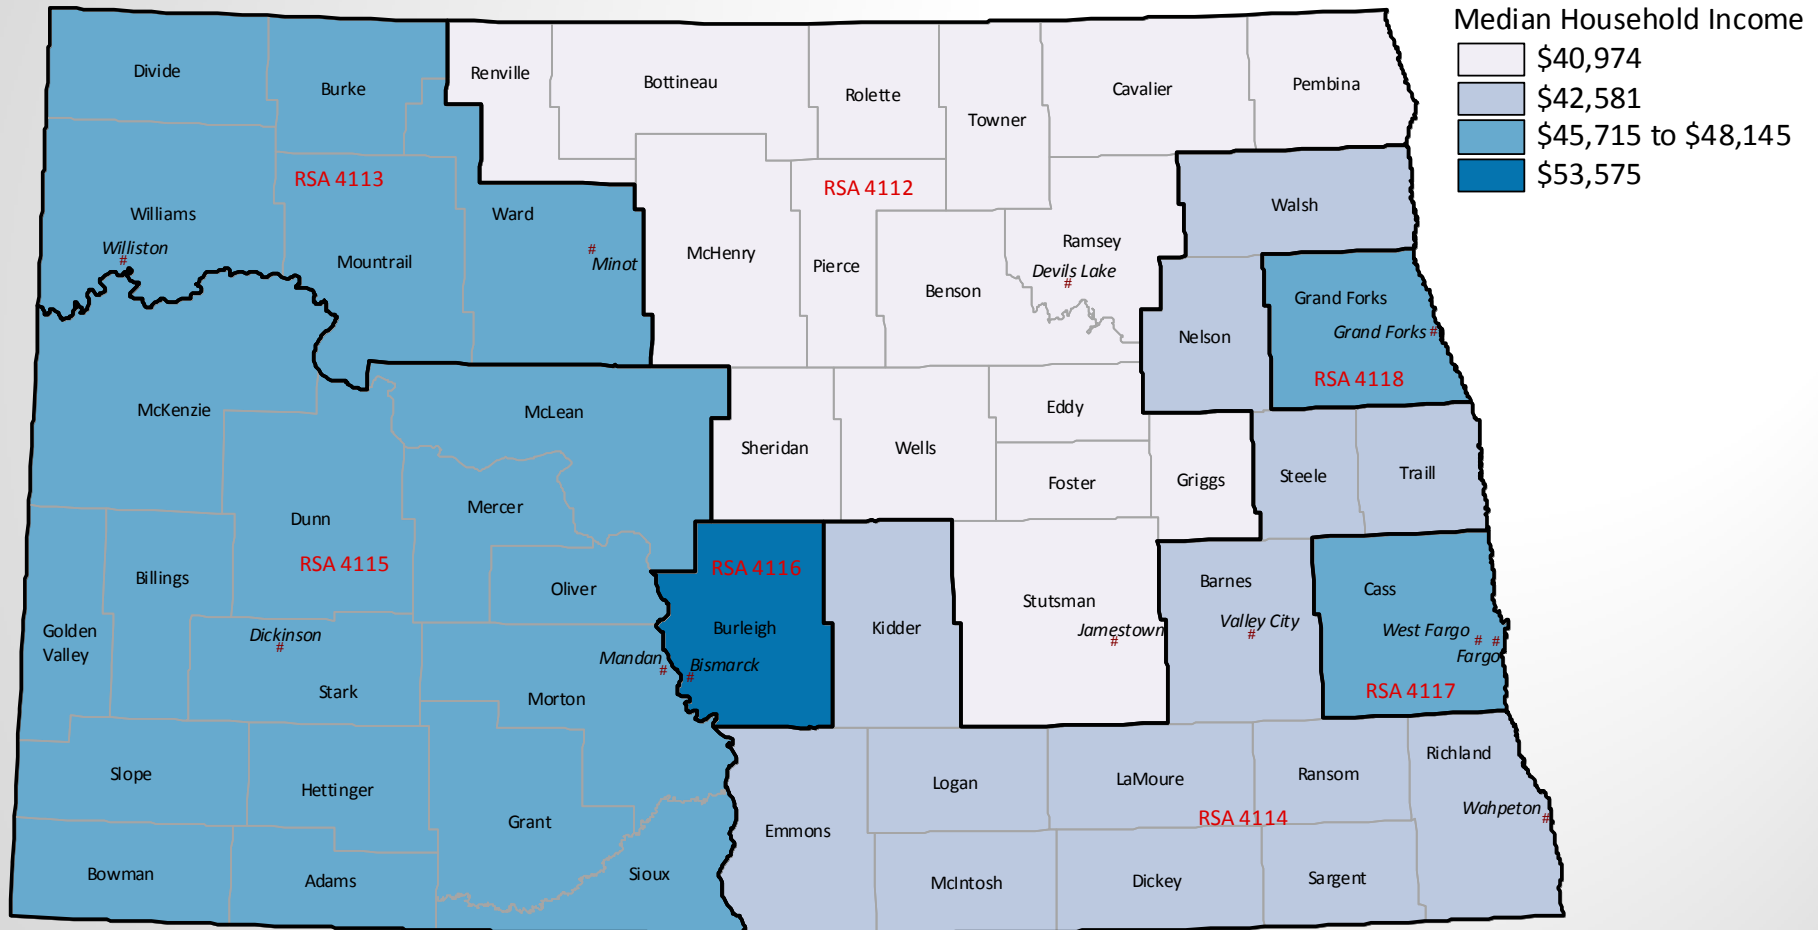 Median Household Income
$40,974
$42,581
$45,715 to $48,145
$53,575
Divide
Burke
Renville
Bottineau
Rolette
Towner
Cavalier
Pembina
RSA 4113
RSA 4112
Williams
Williston
#
Mountrail
Ward
#
Minot
McHenry
Pierce
Benson
Ramsey
Devils Lake
#
Walsh
Nelson
Grand Forks
Grand Forks #
RSA 4118
McKenzie
McLean
Sheridan
Wells
Eddy
Foster
Griggs
Steele
Traill
Dunn
RSA 4115
Mercer
Oliver
Billings
Golden
Valley
Dickinson
#
Stark
Mandan
#
Morton
RSA 4116
Burleigh
Bismarck
#
Kidder
Stutsman
Jamestown
#
Barnes
Valley City
#
Cass
West Fargo # #
Fargo
RSA 4117
Slope
Hettinger
Grant
Bowman
Adams
Sioux
Emmons
Logan
LaMoure
Ransom
Richland
RSA 4114
Wahpeton #
McIntosh
Dickey
Sargent